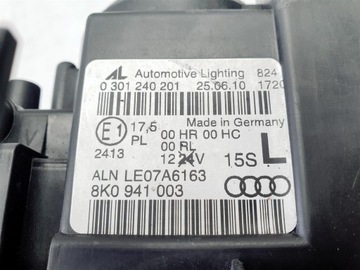 AL Automotive Lighting 824
0 301 240 201 25.06.10 1720
Made in Germany
E1 17,5 00 HR 00 HC
PL 00 RL
2413 12 24V 15S L
ALN LE07A6163
8K0 941 003